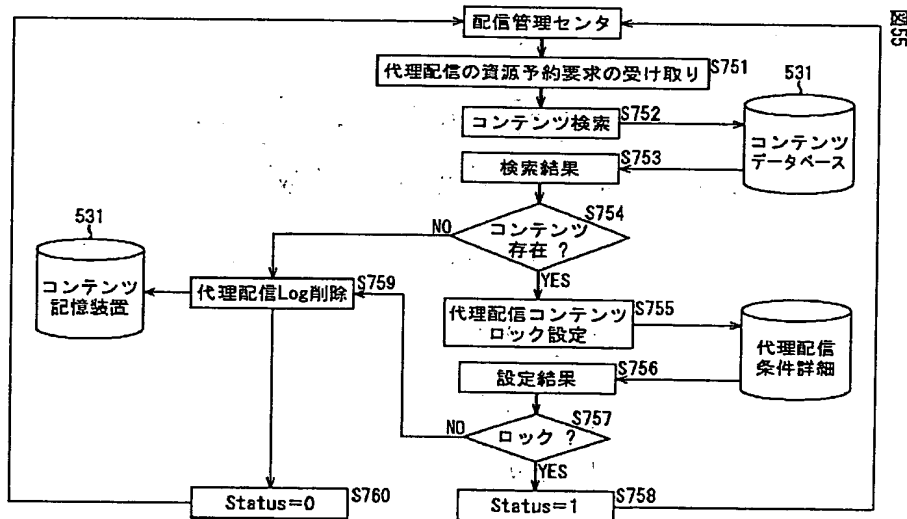 図55
配信管理センタ
代理配信の資源予約要求の受け取り
S751
コンテンツ検索
S752
531
コンテンツ
データベース
検索結果
S753
コンテンツ
存在 ?
S754
NO
YES
531
コンテンツ
記憶装置
代理配信Log削除
S759
代理配信コンテンツ
ロック設定
S755
代理配信
条件詳細
設定結果
S756
ロック ?
S757
NO
YES
Status=0
S760
Status=1
S758